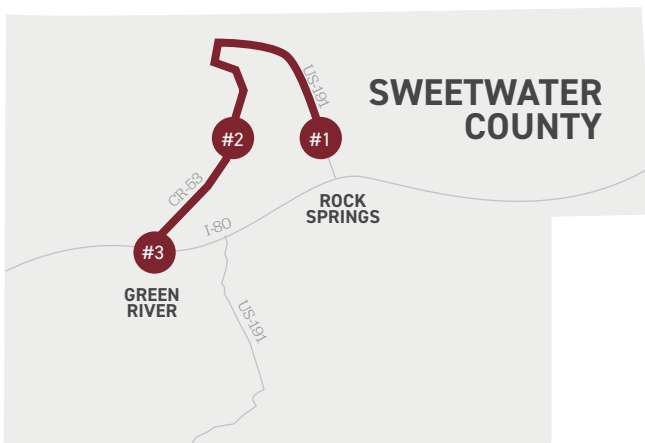 SWEETWATER
COUNTY
US-191
#2
#1
CR-53
ROCK
SPRINGS
I-80
#3
GREEN
RIVER
US-191